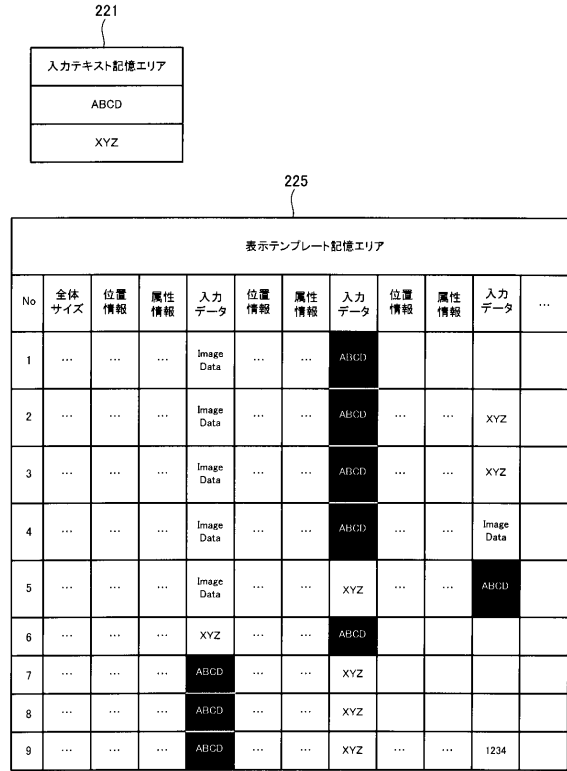 221
入力テキスト記憶エリア
ABCD
XYZ
225
表示テンプレート記憶エリア
No 全体サイズ 位置情報 属性情報 入力データ 位置情報 属性情報 入力データ 位置情報 属性情報 入力データ …
1 … … … Image Data … … ABCD
2 … … … Image Data … … ABCD … … XYZ
3 … … … Image Data … … ABCD … … XYZ
4 … … … Image Data … … ABCD … … Image Data
5 … … … Image Data … … XYZ … … ABCD
6 … … … XYZ … … ABCD
7 … … … ABCD … … XYZ
8 … … … ABCD … … XYZ
9 … … … ABCD … … XYZ … … 1234